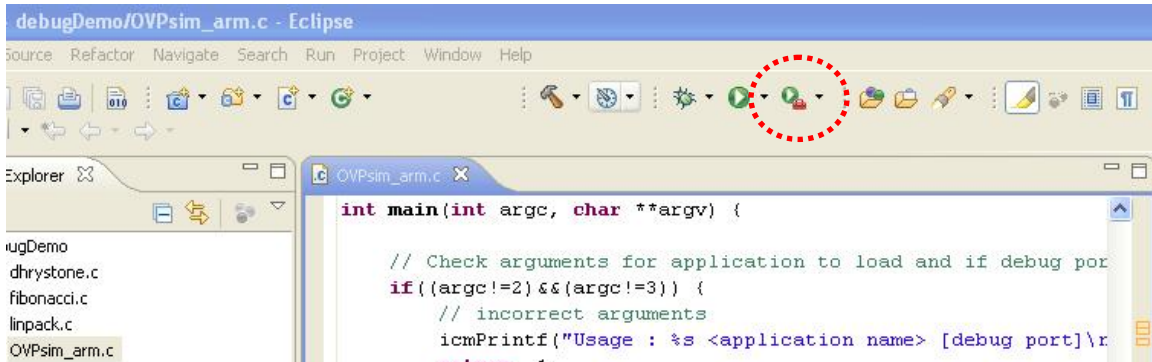 debugDemo/OVPsim_arm.c - Eclipse
Source Refactor Navigate Search Run Project Window Help
010
Explorer
OVPsim_arm.c
int main(int argc, char **argv) {
ugDemo
dhrystone.c
fibonacci.c
linpack.c
OVPsim_arm.c
// Check arguments for application to load and if debug por
if((argc!=2)&&(argc!=3)) {
// incorrect arguments
icmPrintf("Usage : %s <application name> [debug port]\r